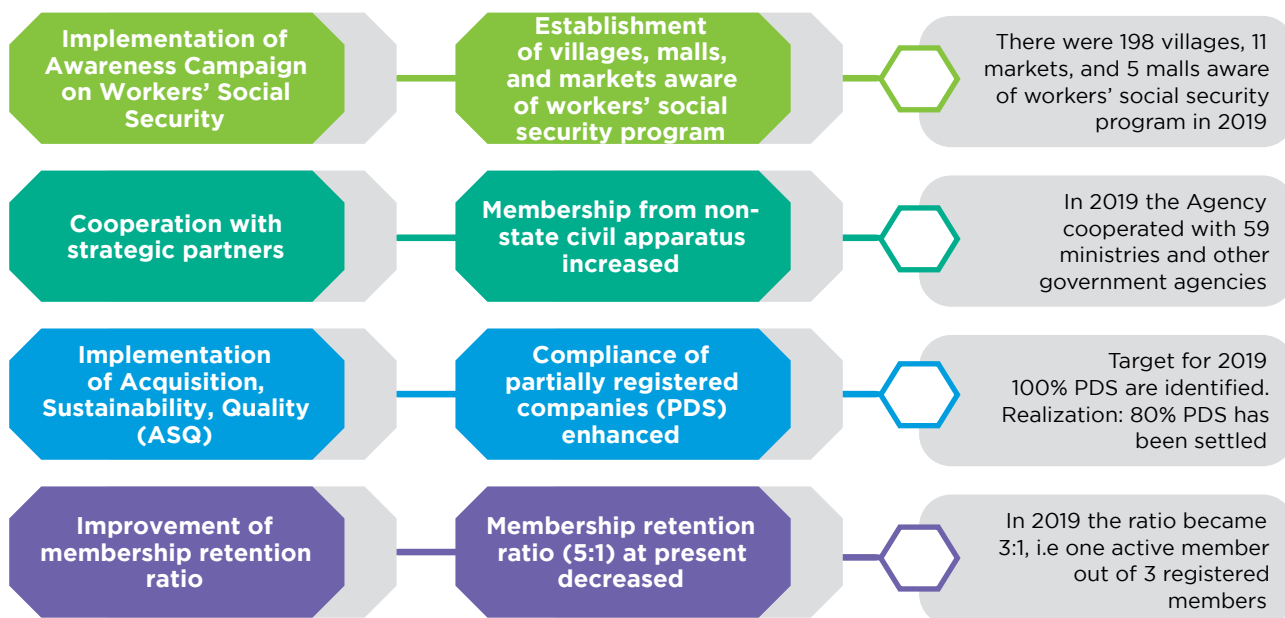 Implementation of
Awareness Campaign
on Workers' Social
Security
Establishment
of villages, malls,
and markets aware
of workers' social
security program
There were 198 villages, 11
markets, and 5 malls aware
of workers' social security
program in 2019
Cooperation with
strategic partners
Membership from non-
state civil apparatus
increased
In 2019 the Agency
cooperated with 59
ministries and other
government agencies
Implementation
of Acquisition,
Sustainability, Quality
(ASQ)
Compliance of
partially registered
companies (PDS)
enhanced
Target for 2019
100% PDS are identified.
Realization: 80% PDS has
been settled
Improvement of
membership retention
ratio
Membership retention
ratio (5:1) at present
decreased
In 2019 the ratio became
3:1, i.e one active member
out of 3 registered
members